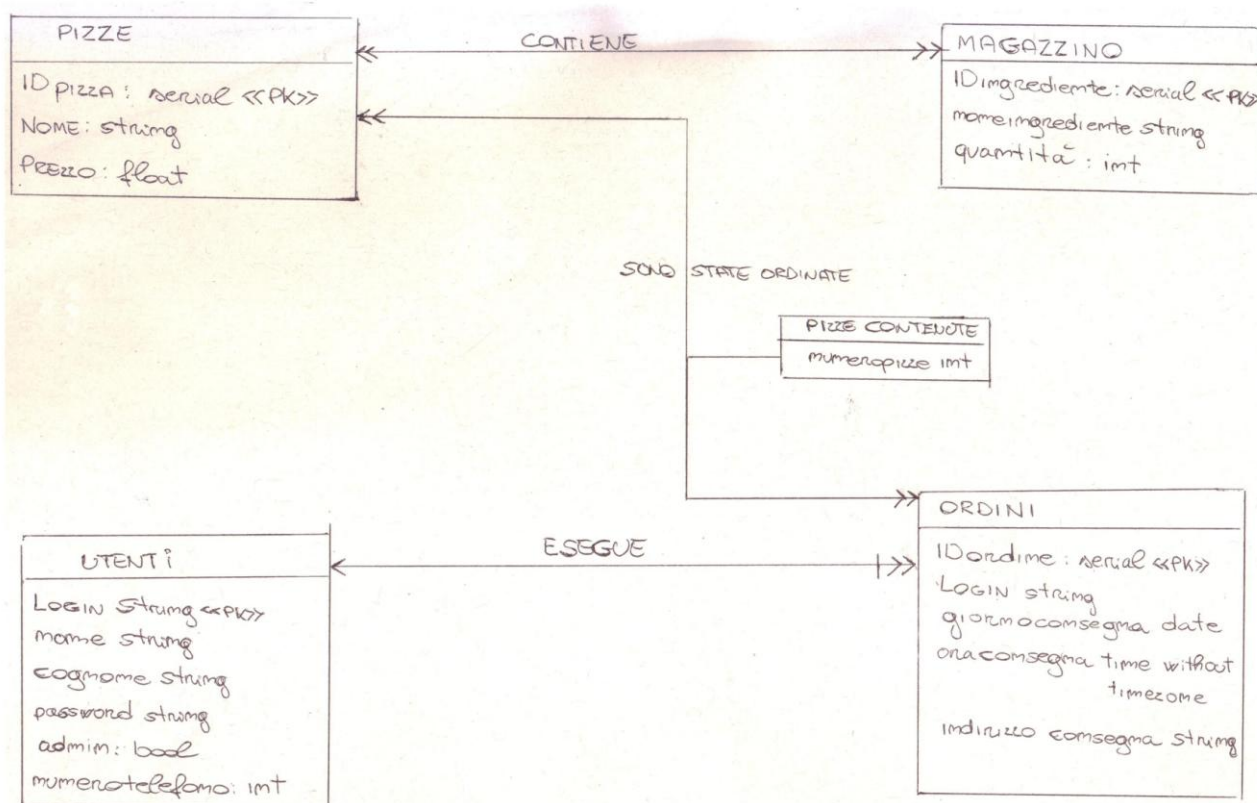 PIZZE
IDPIZZA: serial <<PK>>
NOME: string
PREZZO: float
CONTIENE
MAGAZZINO
IDingrediente: serial <<PK>>
nomeingrediente string
quantità: int
SONO STATE ORDINATE
PIZZE CONTENUTE
numeropizze int
UTENTI
LOGIN string <<PK>>
nome string
cognome string
password string
admin: bool
numerotelefono: int
ESEGUE
ORDINI
IDordine: serial <<PK>>
LOGIN string
giornoconsegna date
oraconsegna time without
timezone
indirizzo consegna string